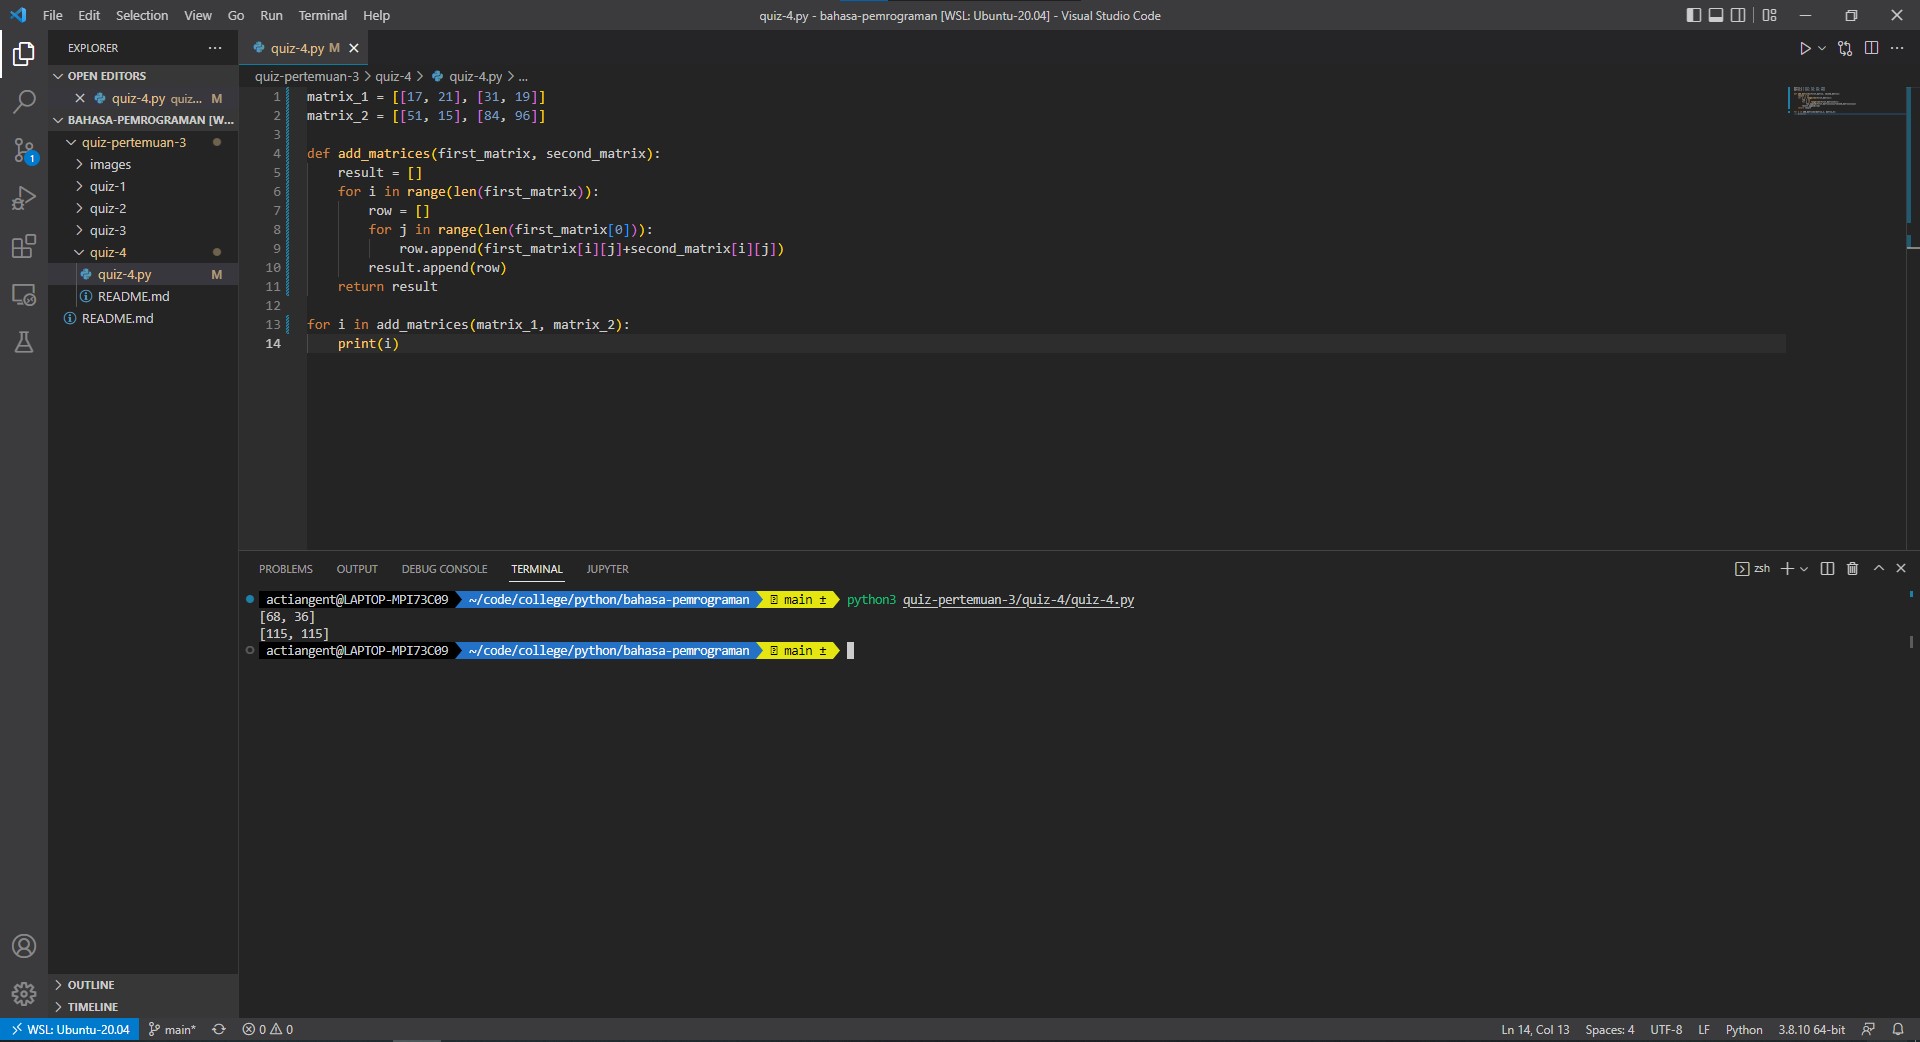 File Edit Selection View Go Run Terminal Help
quiz-4.py - bahasa-pemrograman [WSL: Ubuntu-20.04] - Visual Studio Code
EXPLORER
OPEN EDITORS
quiz-4.py quiz... M
BAHASA-PEMROGRAMAN [W...
quiz-pertemuan-3
images
quiz-1
quiz-2
quiz-3
quiz-4
quiz-4.py M
README.md
README.md
OUTLINE
TIMELINE
1
quiz-4.py M
quiz-pertemuan-3 > quiz-4 > quiz-4.py > ...
1 matrix_1 = [[17, 21], [31, 19]]
2 matrix_2 = [[51, 15], [84, 96]]
3
4 def add_matrices(first_matrix, second_matrix):
5     result = []
6     for i in range(len(first_matrix)):
7         row = []
8         for j in range(len(first_matrix[0])):
9             row.append(first_matrix[i][j]+second_matrix[i][j])
10         result.append(row)
11     return result
12
13 for i in add_matrices(matrix_1, matrix_2):
14     print(i)
PROBLEMS OUTPUT DEBUG CONSOLE TERMINAL JUPYTER
zsh
actiangent@LAPTOP-MPI73C09 ~/code/college/python/bahasa-pemrograman main ± python3 quiz-pertemuan-3/quiz-4/quiz-4.py
[68, 36]
[115, 115]
actiangent@LAPTOP-MPI73C09 ~/code/college/python/bahasa-pemrograman main ±
WSL: Ubuntu-20.04 main* 0 0
Ln 14, Col 13 Spaces: 4 UTF-8 LF Python 3.8.10 64-bit